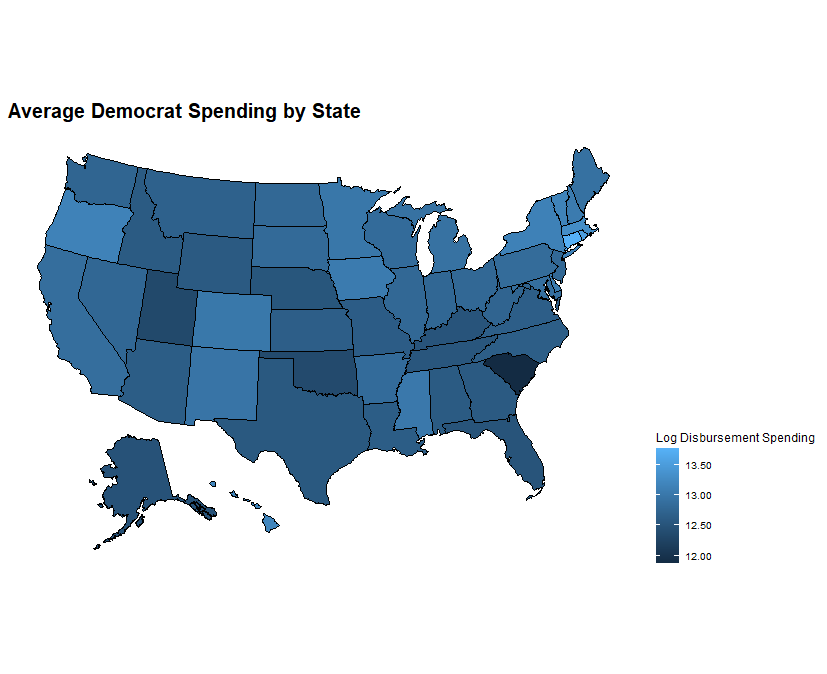 Average Democrat Spending by State
Log Disbursement Spending
13.50
13.00
12.50
12.00